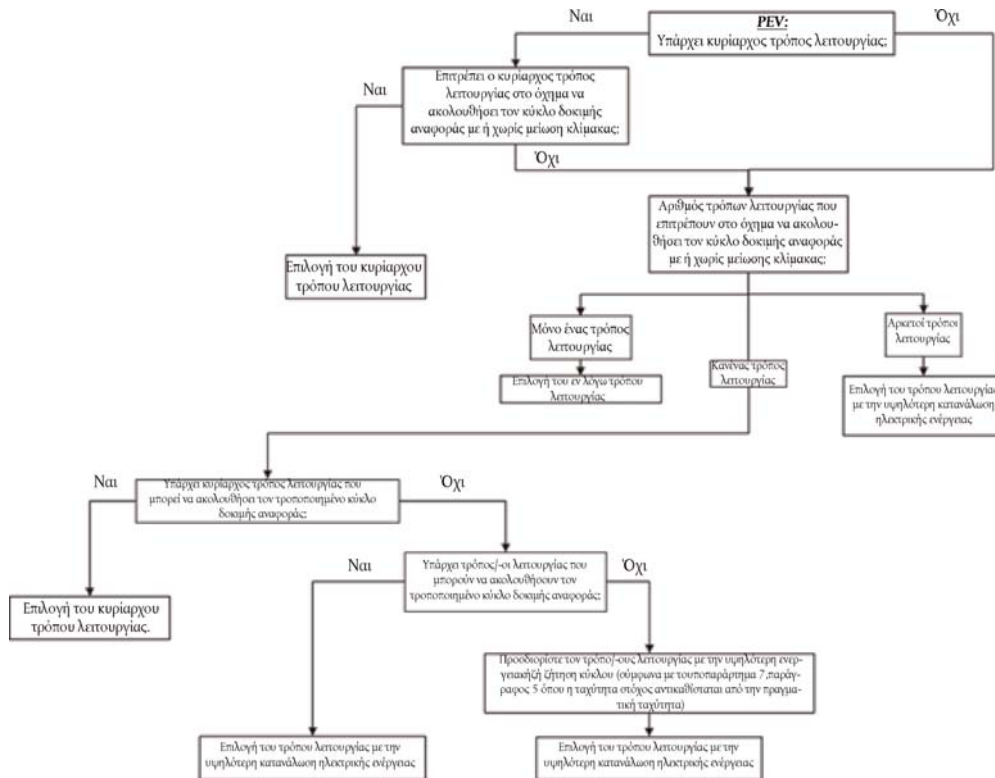 Ναι
PEV:
Όχι
Υπάρχει κυρίαρχος τρόπος λειτουργίας;
Ναι
Επιτρέπει ο κυρίαρχος τρόπος
λειτουργίας στο όχημα να
ακολουθήσει τον κύκλο δοκιμής
αναφοράς με ή χωρίς μείωση κλίμακας;
Όχι
Αριθμός τρόπων λειτουργίας που
επιτρέπουν στο όχημα να ακολου-
θήσει τον κύκλο δοκιμής αναφοράς
με ή χωρίς μείωσης κλίμακας;
Επιλογή του κυρίαρχου
τρόπου λειτουργίας
Μόνο ένας τρόπος
λειτουργίας
Αρκετοί τρόποι
λειτουργίας
Κανένας τρόπος
λειτουργίας
Επιλογή του εν λόγω τρόπου
λειτουργίας
Επιλογή του τρόπου λειτουργίας
με την υψηλότερη κατανάλωση
ηλεκτρικής ενέργειας
Ναι
Υπάρχει κυρίαρχος τρόπος λειτουργίας που
μπορεί να ακολουθήσει τον τροποποιημένο κύκλο
δοκιμής αναφοράς;
Όχι
Ναι
Υπάρχει τρόπος/-οι λειτουργίας που
μπορούν να ακολουθήσουν τον
τροποποιημένο κύκλο δοκιμής αναφοράς;
Όχι
Επιλογή του κυρίαρχου
τρόπου λειτουργίας.
Προσδιορίστε τον τρόπο/-ους λειτουργίας με την υψηλότερη ενερ-
γειακήζή ζήτηση κύκλου (σύμφωνα με τουποπαράρτημα 7,παρά-
γραφος 5 όπου η ταχύτητα στόχος αντικαθίσταται από την πραγμα-
τική ταχύτητα)
Επιλογή του τρόπου λειτουργίας με την
υψηλότερη κατανάλωση ηλεκτρικής ενέργειας
Επιλογή του τρόπου λειτουργίας με την
υψηλότερη κατανάλωση ηλεκτρικής ενέργειας